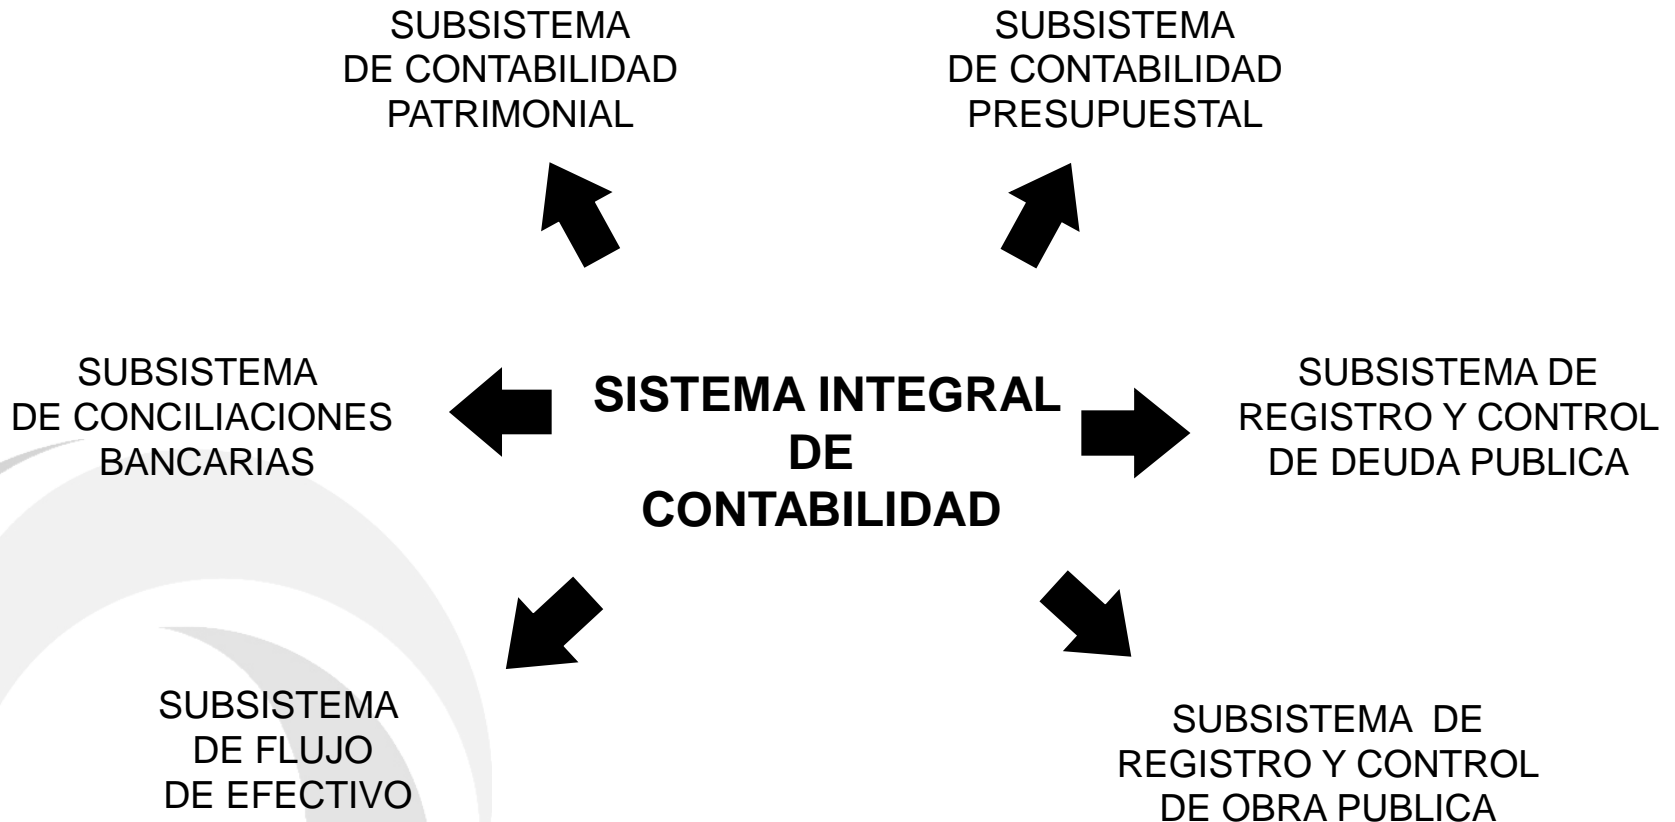 SUBSISTEMA
DE CONTABILIDAD
PATRIMONIAL
SUBSISTEMA
DE CONTABILIDAD
PRESUPUESTAL
SUBSISTEMA
DE CONCILIACIONES
BANCARIAS
SISTEMA INTEGRAL
DE
CONTABILIDAD
SUBSISTEMA DE
REGISTRO Y CONTROL
DE DEUDA PUBLICA
SUBSISTEMA
DE FLUJO
DE EFECTIVO
SUBSISTEMA DE
REGISTRO Y CONTROL
DE OBRA PUBLICA